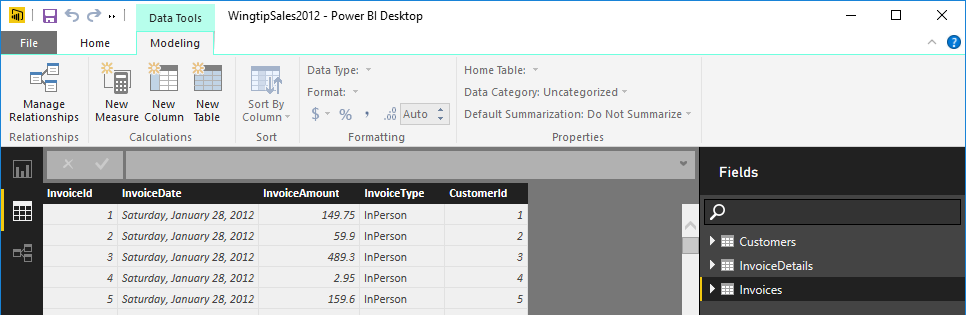 Data Tools
WingtipSales2012 - Power BI Desktop
File Home Modeling
Manage Relationships
Relationships
New Measure
New Column
New Table
Calculations
Sort By Column
Sort
Data Type:
Format:
$ % , .00 Auto
Formatting
Home Table:
Data Category: Uncategorized
Default Summarization: Do Not Summarize
Properties
InvoiceId InvoiceDate InvoiceAmount InvoiceType CustomerId
1 Saturday, January 28, 2012 149.75 InPerson 1
2 Saturday, January 28, 2012 59.9 InPerson 2
3 Saturday, January 28, 2012 489.3 InPerson 3
4 Saturday, January 28, 2012 2.95 InPerson 4
5 Saturday, January 28, 2012 159.6 InPerson 5
Fields
Customers
InvoiceDetails
Invoices